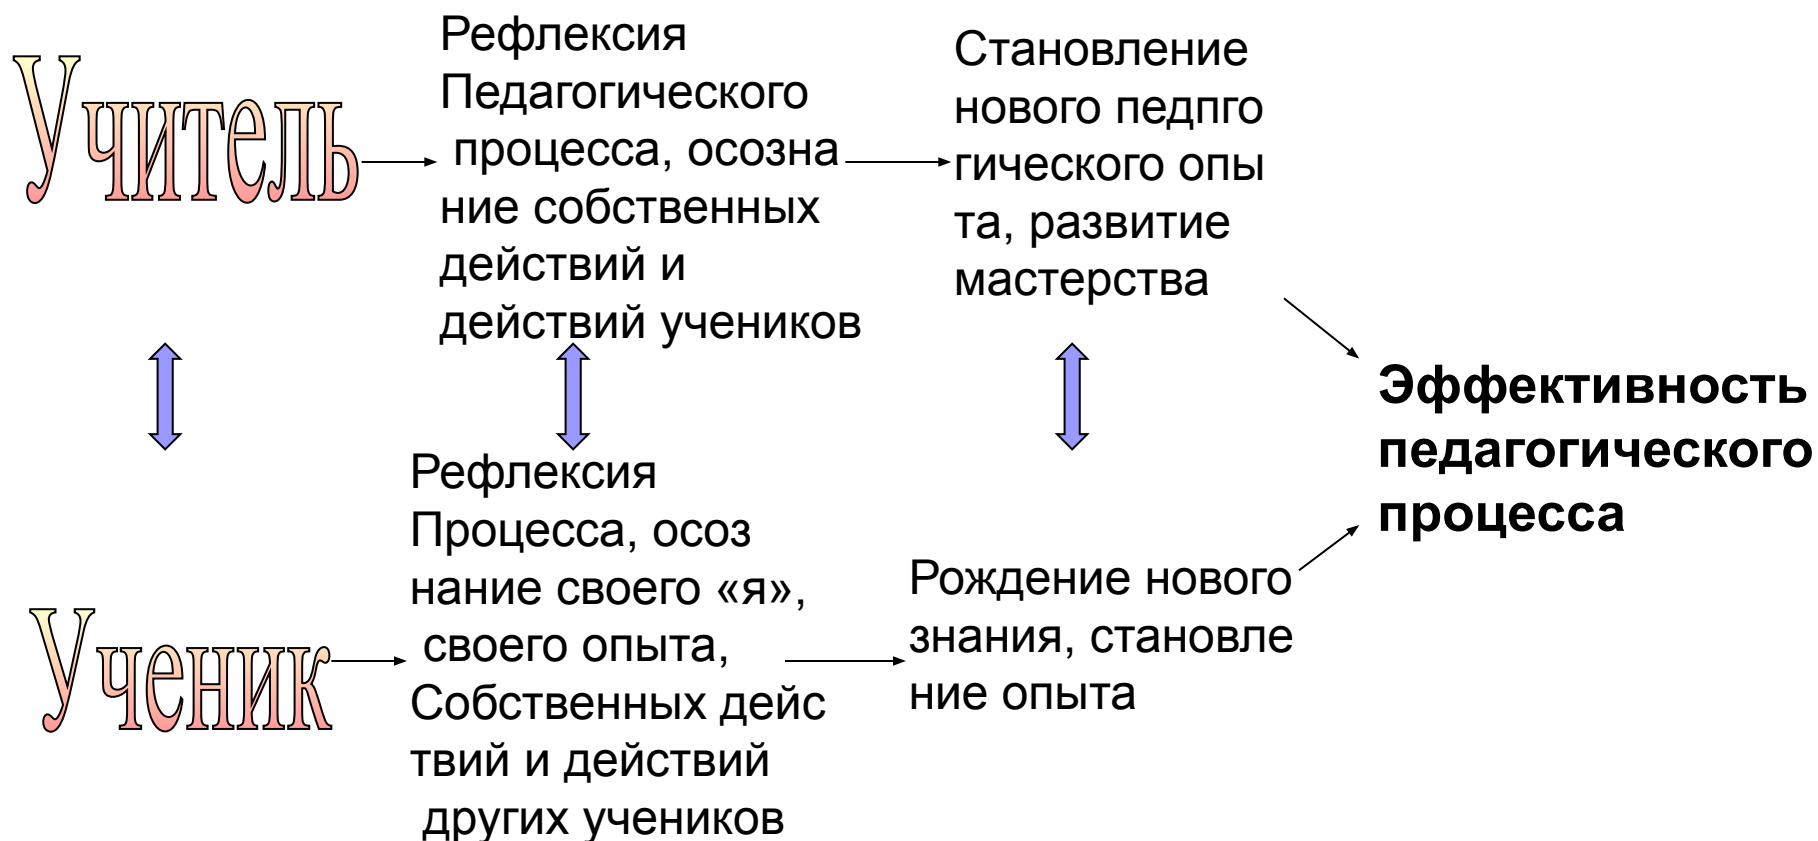 Учитель
Рефлексия
Педагогического
процесса, осозна
ние собственных
действий и
действий учеников
Становление
нового педпго
гического опы
та, развитие
мастерства
Эффективность
педагогического
процесса
Ученик
Рефлексия
Процесса, осоз
нание своего «я»,
своего опыта,
Собственных дейс
твий и действий
других учеников
Рождение нового
знания, становле
ние опыта